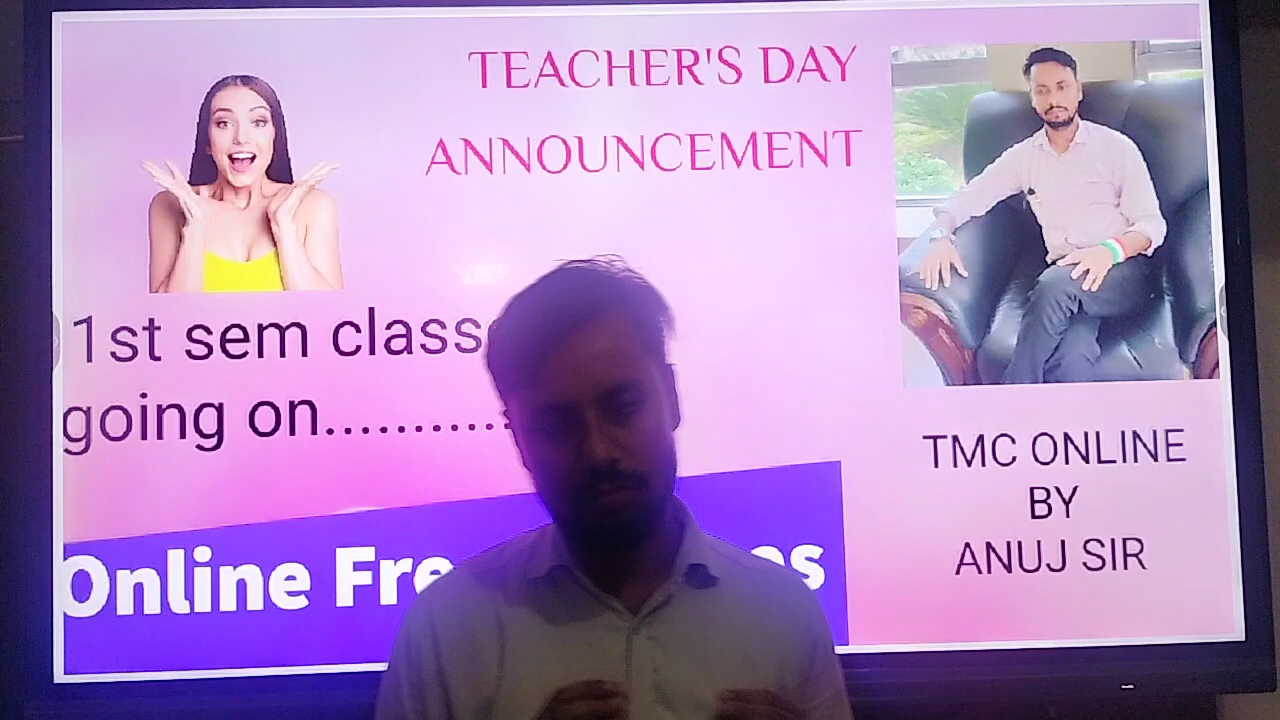 TEACHER'S DAY
ANNOUNCEMENT
1st sem class
going on...........
Online Fre
TMC ONLINE
BY
ANUJ SIR